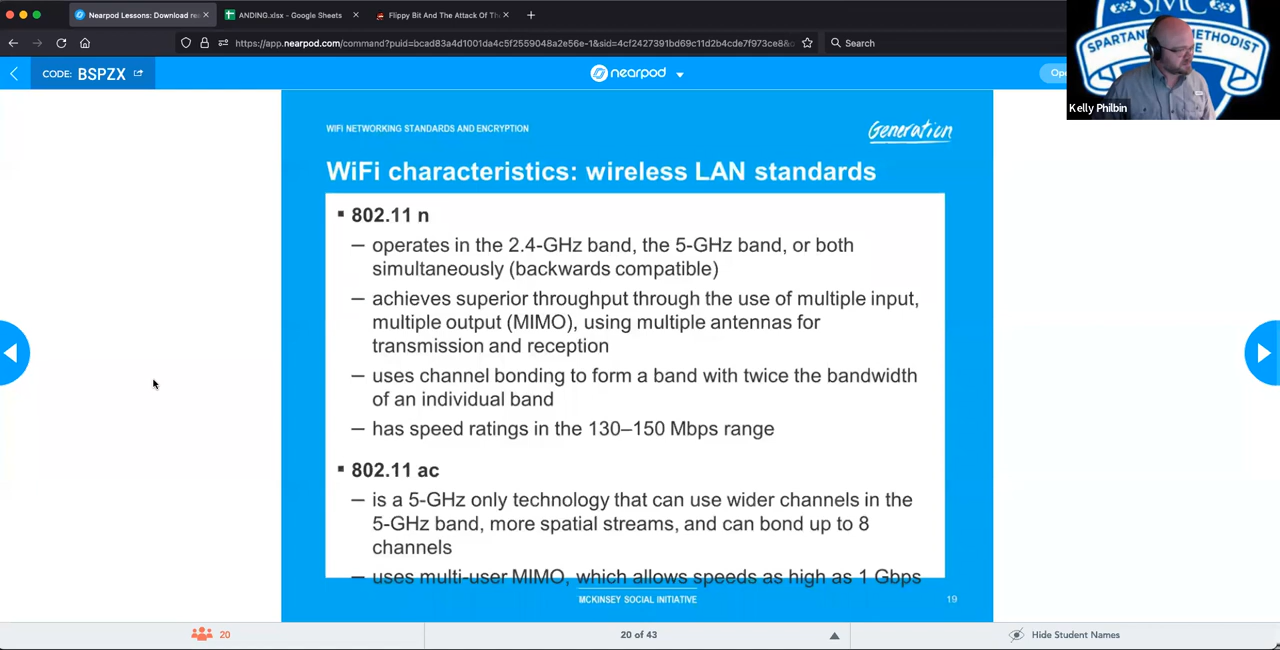 Nearpod Lessons: Download re
ANDING.xlsx - Google Sheets
Flippy Bit And The Attack Of Th
https://app.nearpod.com/command?puid=bcad83a4d1001da4c5f2559048a2e56e-1&sid=4cf2427391bd69c11d2b4cde7f973ce8&
Search
CODE: BSPZX
nearpod
Ope
SMC
SPARTAN METHODIST
Kelly Philbin
WIFI NETWORKING STANDARDS AND ENCRYPTION
Generation
WiFi characteristics: wireless LAN standards
▪ 802.11 n
– operates in the 2.4-GHz band, the 5-GHz band, or both
simultaneously (backwards compatible)
– achieves superior throughput through the use of multiple input,
multiple output (MIMO), using multiple antennas for
transmission and reception
– uses channel bonding to form a band with twice the bandwidth
of an individual band
– has speed ratings in the 130–150 Mbps range
▪ 802.11 ac
– is a 5-GHz only technology that can use wider channels in the
5-GHz band, more spatial streams, and can bond up to 8
channels
– uses multi-user MIMO, which allows speeds as high as 1 Gbps
MCKINSEY SOCIAL INITIATIVE
19
20
20 of 43
Hide Student Names